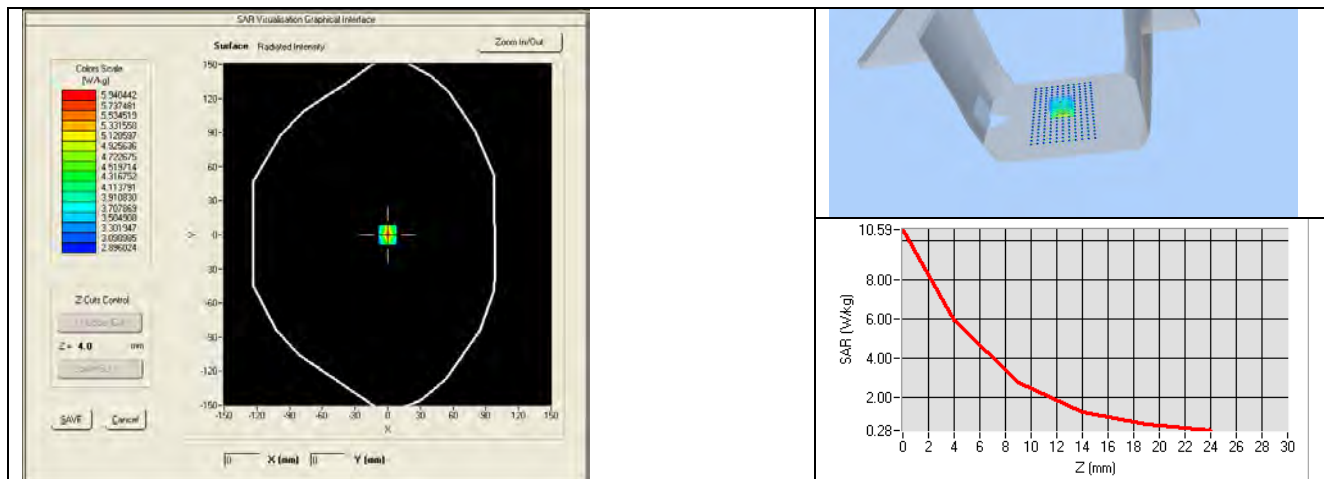 SAR Visualisation Graphical Interface
Surface Radiated Intensity
Zoom In/Out
Colors Scale
(W/kg)
5.940442
5.737481
5.534519
5.331558
5.128597
4.925636
4.722675
4.519714
4.316752
4.113791
3.910830
3.707869
3.504908
3.301947
3.098985
2.896024
Z Cuts Control
Z = 4.0 mm
SAVE
Cancel
150
120
90
60
30
0
-30
-60
-90
-120
-150
Y
-150 -120 -90 -60 -30 0 30 60 90 120 150
X
0 X (mm) 0 Y (mm)
10.59
8.00
6.00
4.00
2.00
0.28
SAR (W/kg)
0 2 4 6 8 10 12 14 16 18 20 22 24 26 28 30
Z (mm)